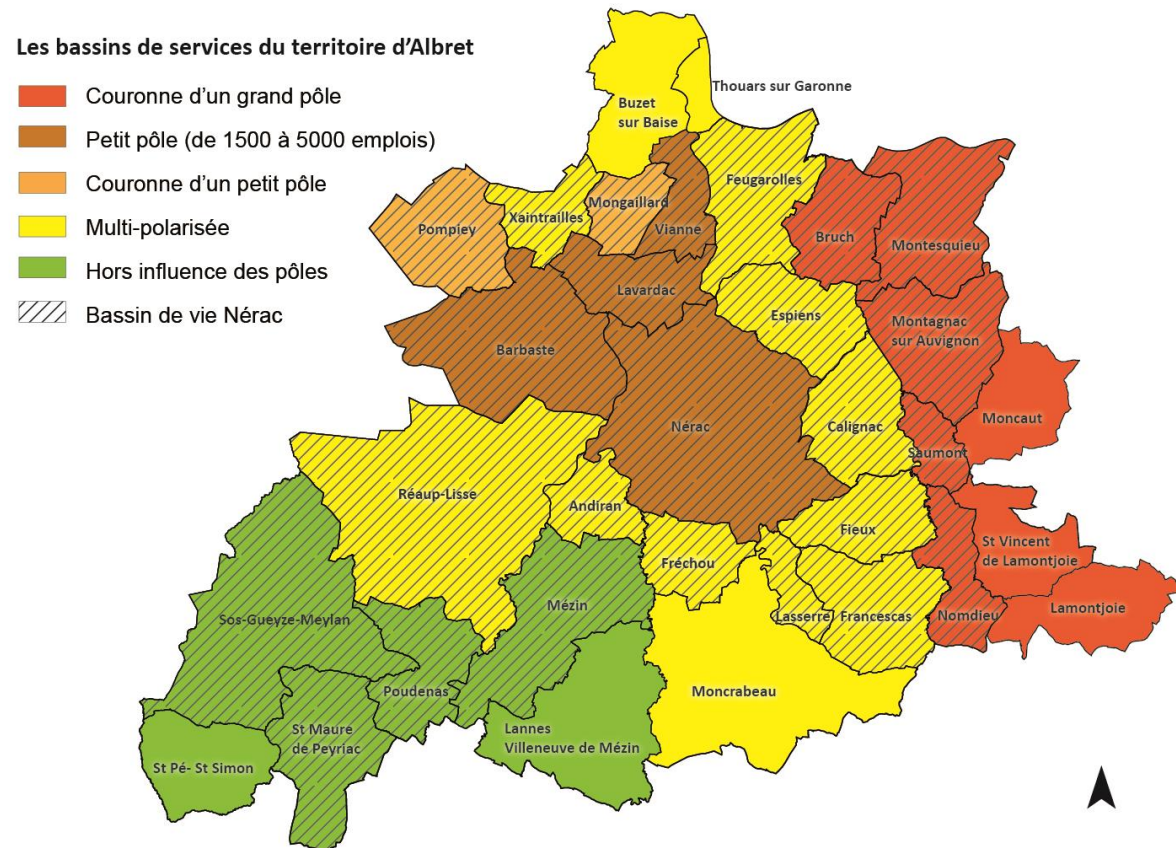 Les bassins de services du territoire d'Albret
Couronne d'un grand pôle
Petit pôle (de 1500 à 5000 emplois)
Couronne d'un petit pôle
Multi-polarisée
Hors influence des pôles
Bassin de vie Nérac
Thouars sur Garonne
Buzet
sur Baise
Feugarolles
Mongaillard
Xaintrailles
Pompiey
Vianne
Bruch
Montesquieu
Lavardac
Espiens
Montagnac
sur Auvignon
Barbaste
Moncaut
Nérac
Calignac
Saumont
Réaup-Lisse
Andiran
Fieux
St Vincent
de Lamontjoie
Fréchou
Mézin
Lamontjoie
Sos-Gueyze-Meylan
Lasserre
Francescas
Nomdieu
Poudenas
Moncrabeau
St Maure
de Peyriac
Lannes
Villeneuve de Mézin
St Pé- St Simon